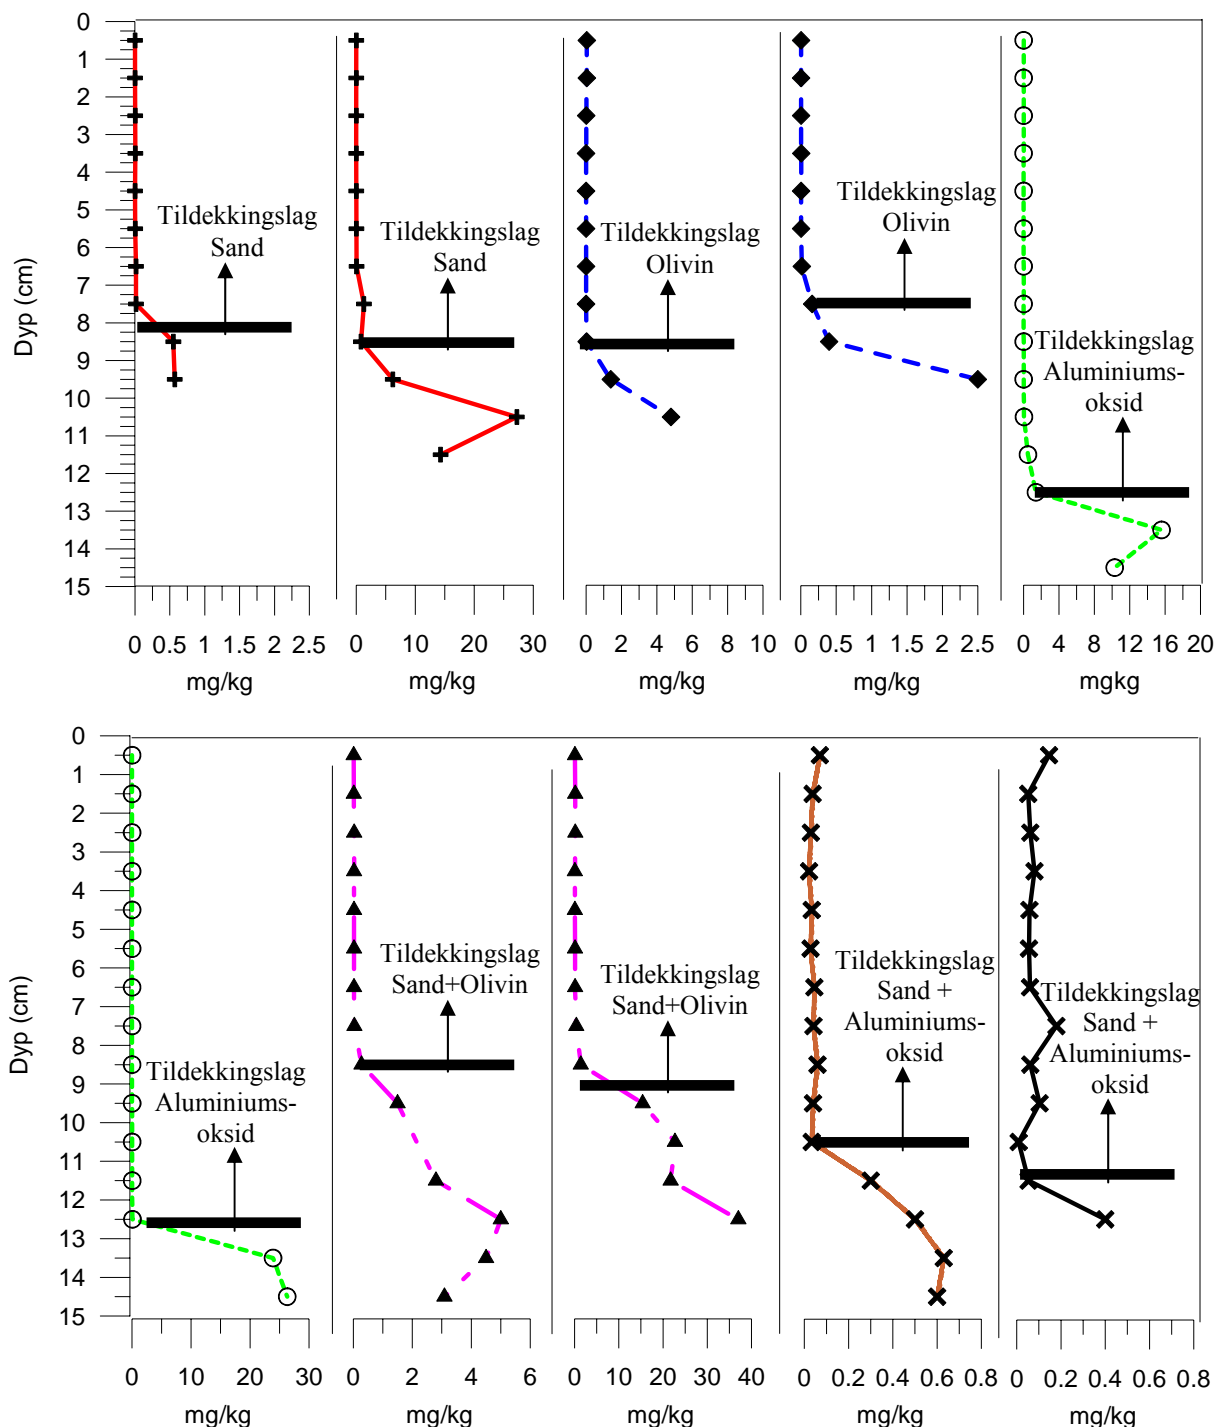 0
1
2
3
4
5
6
7
8
9
10
11
12
13
14
15
Dyp (cm)
Tildekkingslag
Sand
Tildekkingslag
Sand
Tildekkingslag
Olivin
Tildekkingslag
Olivin
Tildekkingslag
Aluminiums-
oksid
0 0.5 1 1.5 2 2.5
0 10 20 30
0 2 4 6 8 10
0 0.5 1 1.5 2 2.5
0 4 8 12 16 20
mg/kg
mg/kg
mg/kg
mg/kg
mgkg
0
1
2
3
4
5
6
7
8
9
10
11
12
13
14
15
Dyp (cm)
Tildekkingslag
Aluminiums-
oksid
Tildekkingslag
Sand+Olivin
Tildekkingslag
Sand+Olivin
Tildekkingslag
Sand +
Aluminiums-
oksid
Tildekkingslag
Sand +
Aluminiums-
oksid
0 10 20 30
0 2 4 6
0 10 20 30 40
0 0.2 0.4 0.6 0.8
0 0.2 0.4 0.6 0.8
mg/kg
mg/kg
mg/kg
mg/kg
mg/kg